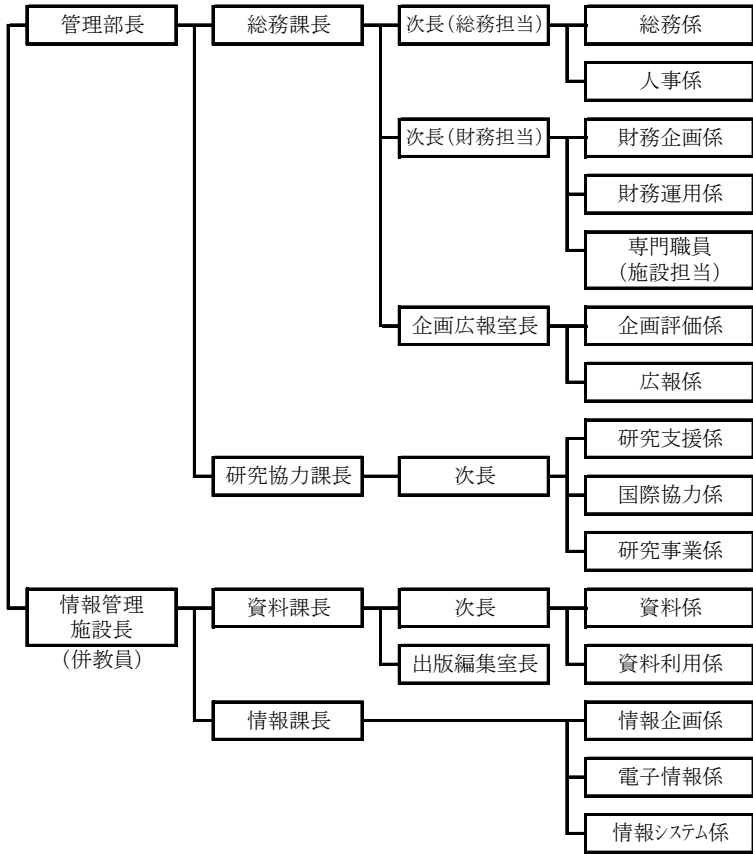 管理部長
総務課長
次長(総務担当)
総務係
人事係
次長(財務担当)
財務企画係
財務運用係
専門職員
(施設担当)
企画広報室長
企画評価係
広報係
研究協力課長
次長
研究支援係
国際協力係
研究事業係
情報管理
施設長
(併教員)
資料課長
次長
資料係
出版編集室長
資料利用係
情報課長
情報企画係
電子情報係
情報システム係